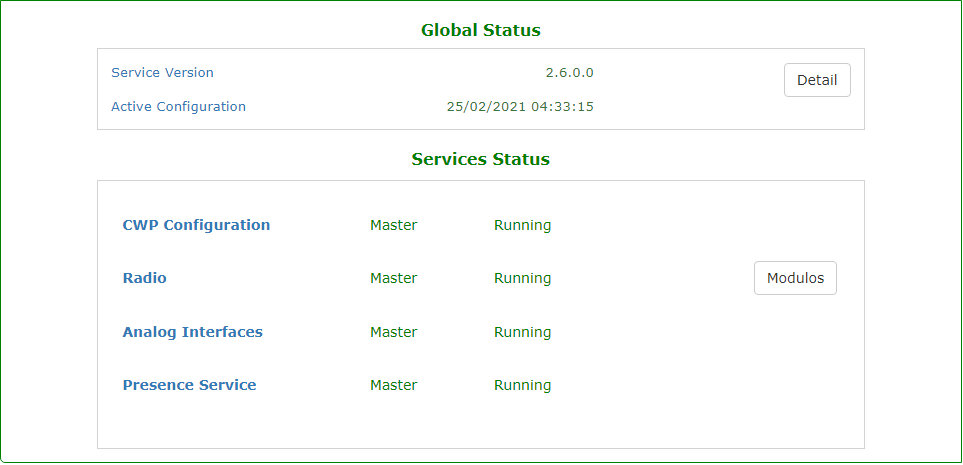 Global Status
Service Version 2.6.0.0 Detail
Active Configuration 25/02/2021 04:33:15
Services Status
CWP Configuration Master Running
Radio Master Running Modulos
Analog Interfaces Master Running
Presence Service Master Running